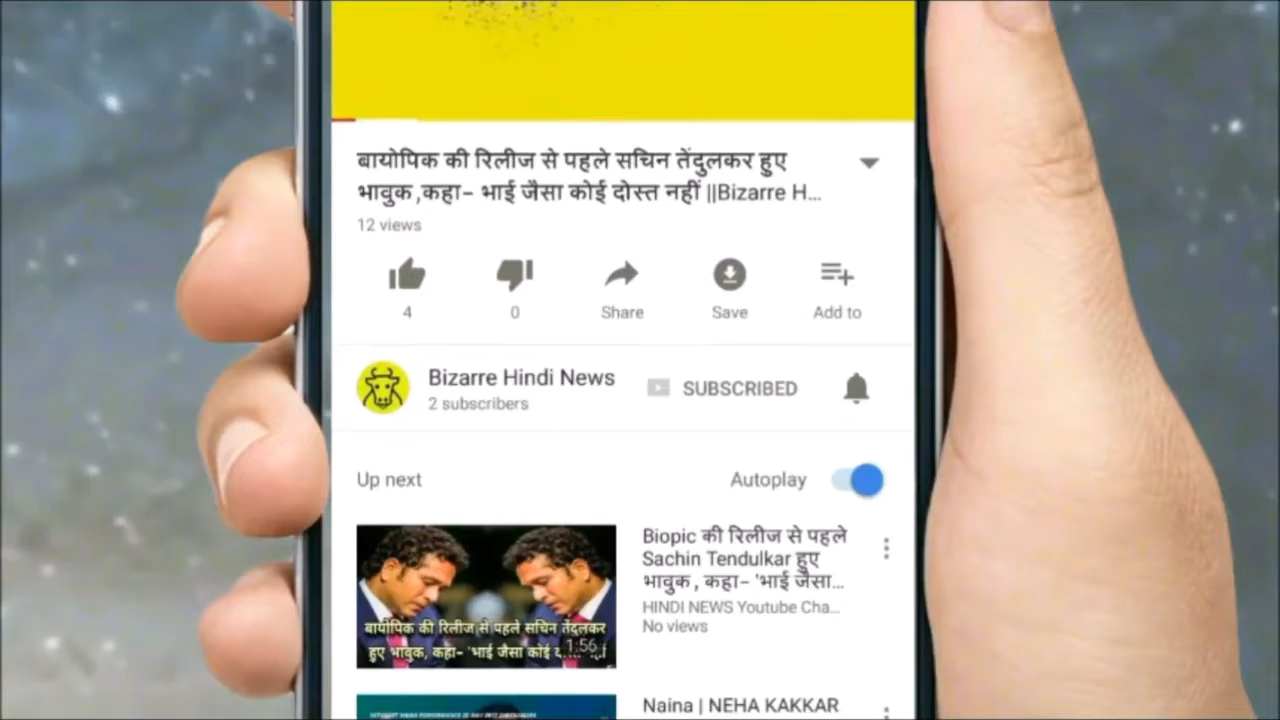 बायोपिक की रिलीज से पहले सचिन तेंदुलकर हुए
भावुक,कहा- भाई जैसा कोई दोस्त नहीं ||Bizarre H...
12 views
4
0
Share
Save
Add to
Bizarre Hindi News
2 subscribers
SUBSCRIBED
Up next
Autoplay
बायोपिक की रिलीज से पहले सचिन तेंदुलकर
हुए भावुक, कहा- 'भाई जैसा कोई
1:56
Biopic की रिलीज से पहले
Sachin Tendulkar हुए
भावुक, कहा- 'भाई जैसा...
HINDI NEWS Youtube Cha...
No views
Naina | NEHA KAKKAR